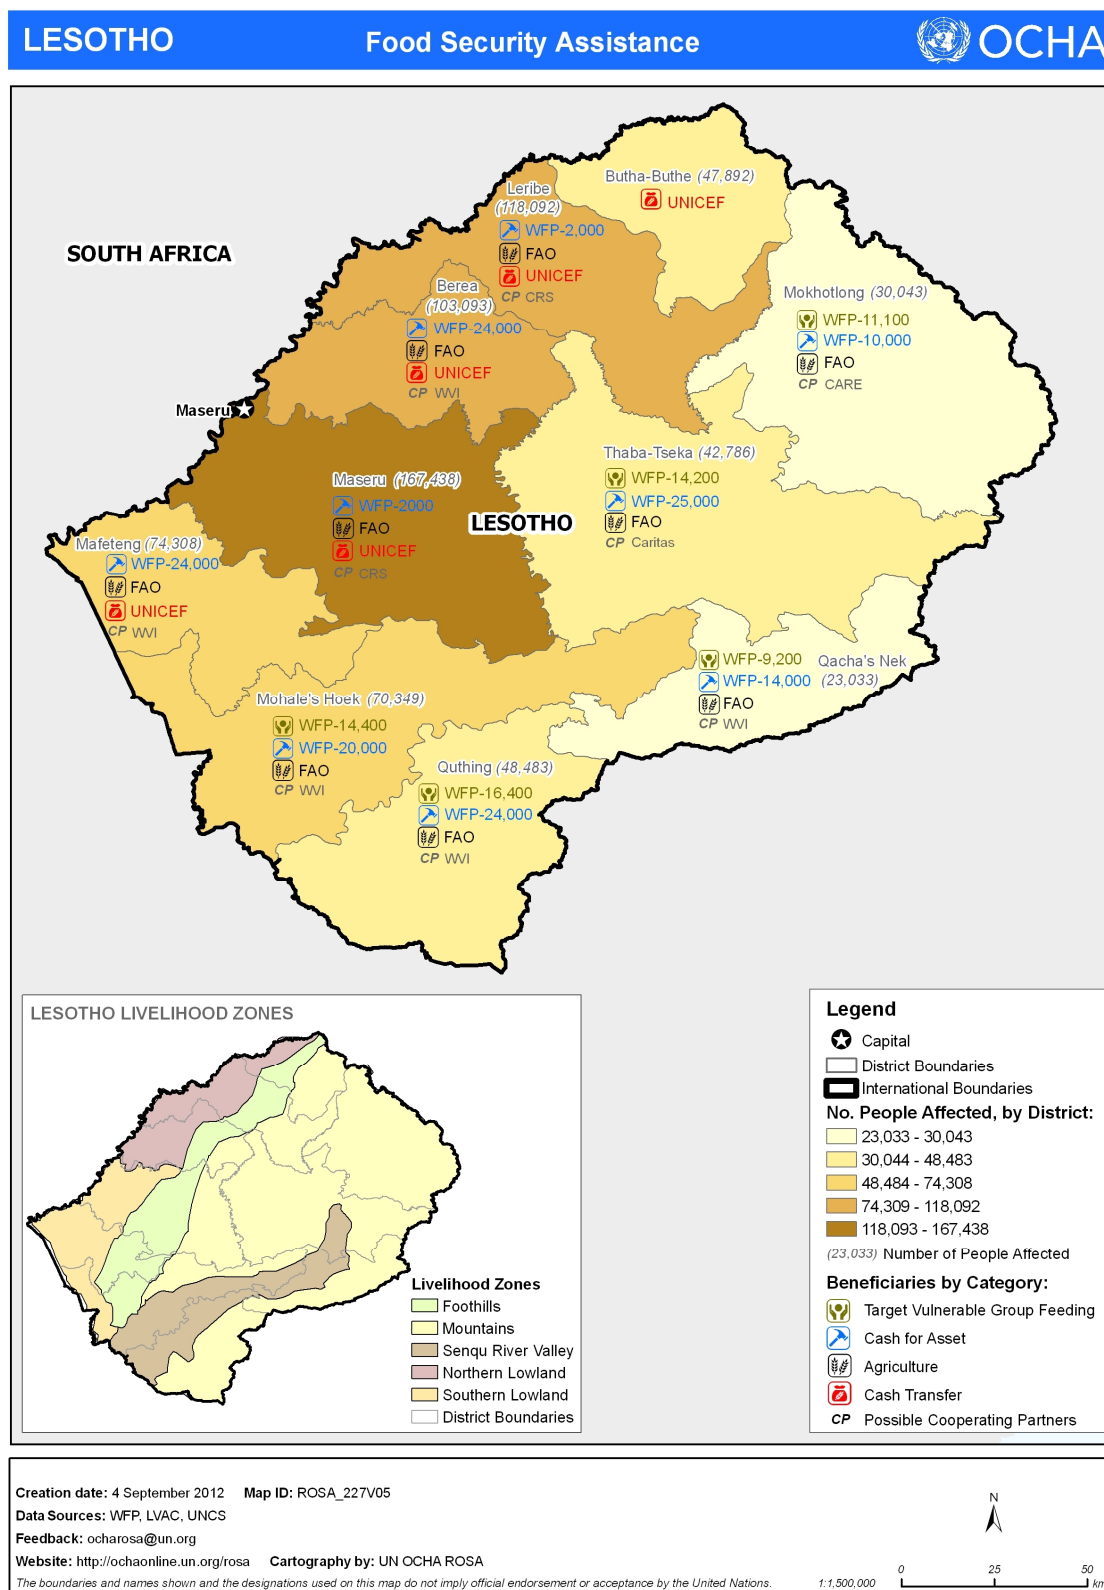 LESOTHO
Food Security Assistance
OCHA
SOUTH AFRICA
Butha-Buthe (47,892)
UNICEF
Leribe
(118,092)
WFP-2,000
FAO
UNICEF
CP CRS
Berea
(103,093)
WFP-24,000
FAO
UNICEF
CP WVI
Mokhotlong (30,043)
WFP-11,100
WFP-10,000
FAO
CP CARE
Maseru
Thaba-Tseka (42,786)
WFP-14,200
WFP-25,000
FAO
CP Caritas
Maseru (167,438)
WFP-2000
FAO
UNICEF
CP CRS
LESOTHO
Mafeteng (74,308)
WFP-24,000
FAO
UNICEF
CP WVI
WFP-9,200
WFP-14,000
FAO
CP WVI
Qacha's Nek
(23,033)
Mohale's Hoek (70,349)
WFP-14,400
WFP-20,000
FAO
CP WVI
Quthing (48,483)
WFP-16,400
WFP-24,000
FAO
CP WVI
LESOTHO LIVELIHOOD ZONES
Livelihood Zones
Foothills
Mountains
Senqu River Valley
Northern Lowland
Southern Lowland
District Boundaries
Legend
Capital
District Boundaries
International Boundaries
No. People Affected, by District:
23,033 - 30,043
30,044 - 48,483
48,484 - 74,308
74,309 - 118,092
118,093 - 167,438
(23,033) Number of People Affected
Beneficiaries by Category:
Target Vulnerable Group Feeding
Cash for Asset
Agriculture
Cash Transfer
CP Possible Cooperating Partners
Creation date: 4 September 2012 Map ID: ROSA_227V05
Data Sources: WFP, LVAC, UNCS
Feedback: ocharosa@un.org
Website: http://ochaonline.un.org/rosa Cartography by: UN OCHA ROSA
The boundaries and names shown and the designations used on this map do not imply official endorsement or acceptance by the United Nations.
N
1:1,500,000
0 25 50
km